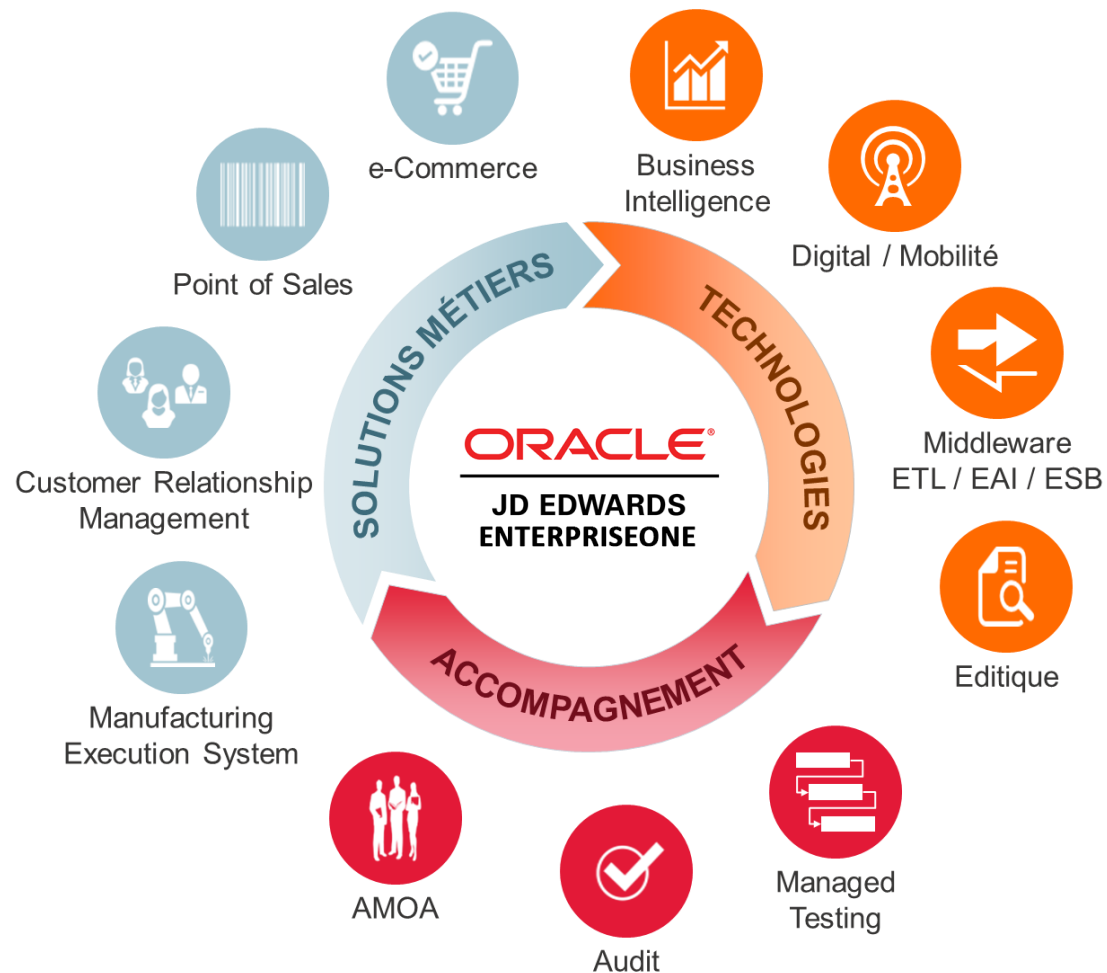 e-Commerce
Business
Intelligence
Point of Sales
Digital / Mobilité
SOLUTIONS MÉTIERS
TECHNOLOGIES
ORACLE®
JD EDWARDS
ENTERPRISEONE
Middleware
ETL / EAI / ESB
Customer Relationship
Management
Editique
ACCOMPAGNEMENT
Manufacturing
Execution System
AMOA
Audit
Managed
Testing